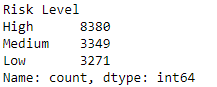 Risk Level
High      8380
Medium    3349
Low       3271
Name: count, dtype: int64